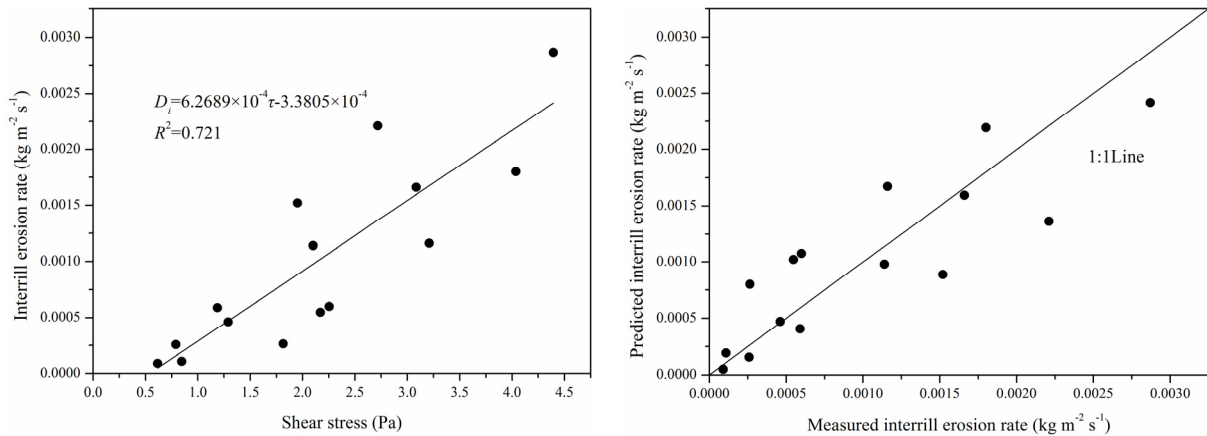 0.0030
0.0025
0.0020
0.0015
0.0010
0.0005
0.0000
Interrill erosion rate (kg m⁻² s⁻¹)
Dᵢ=6.2689×10⁻⁴τ-3.3805×10⁻⁴
R²=0.721
0.0 0.5 1.0 1.5 2.0 2.5 3.0 3.5 4.0 4.5
Shear stress (Pa)
0.0030
0.0025
0.0020
0.0015
0.0010
0.0005
0.0000
Predicted interrill erosion rate (kg m⁻² s⁻¹)
1:1Line
0.0000 0.0005 0.0010 0.0015 0.0020 0.0025 0.0030
Measured interrill erosion rate (kg m⁻² s⁻¹)